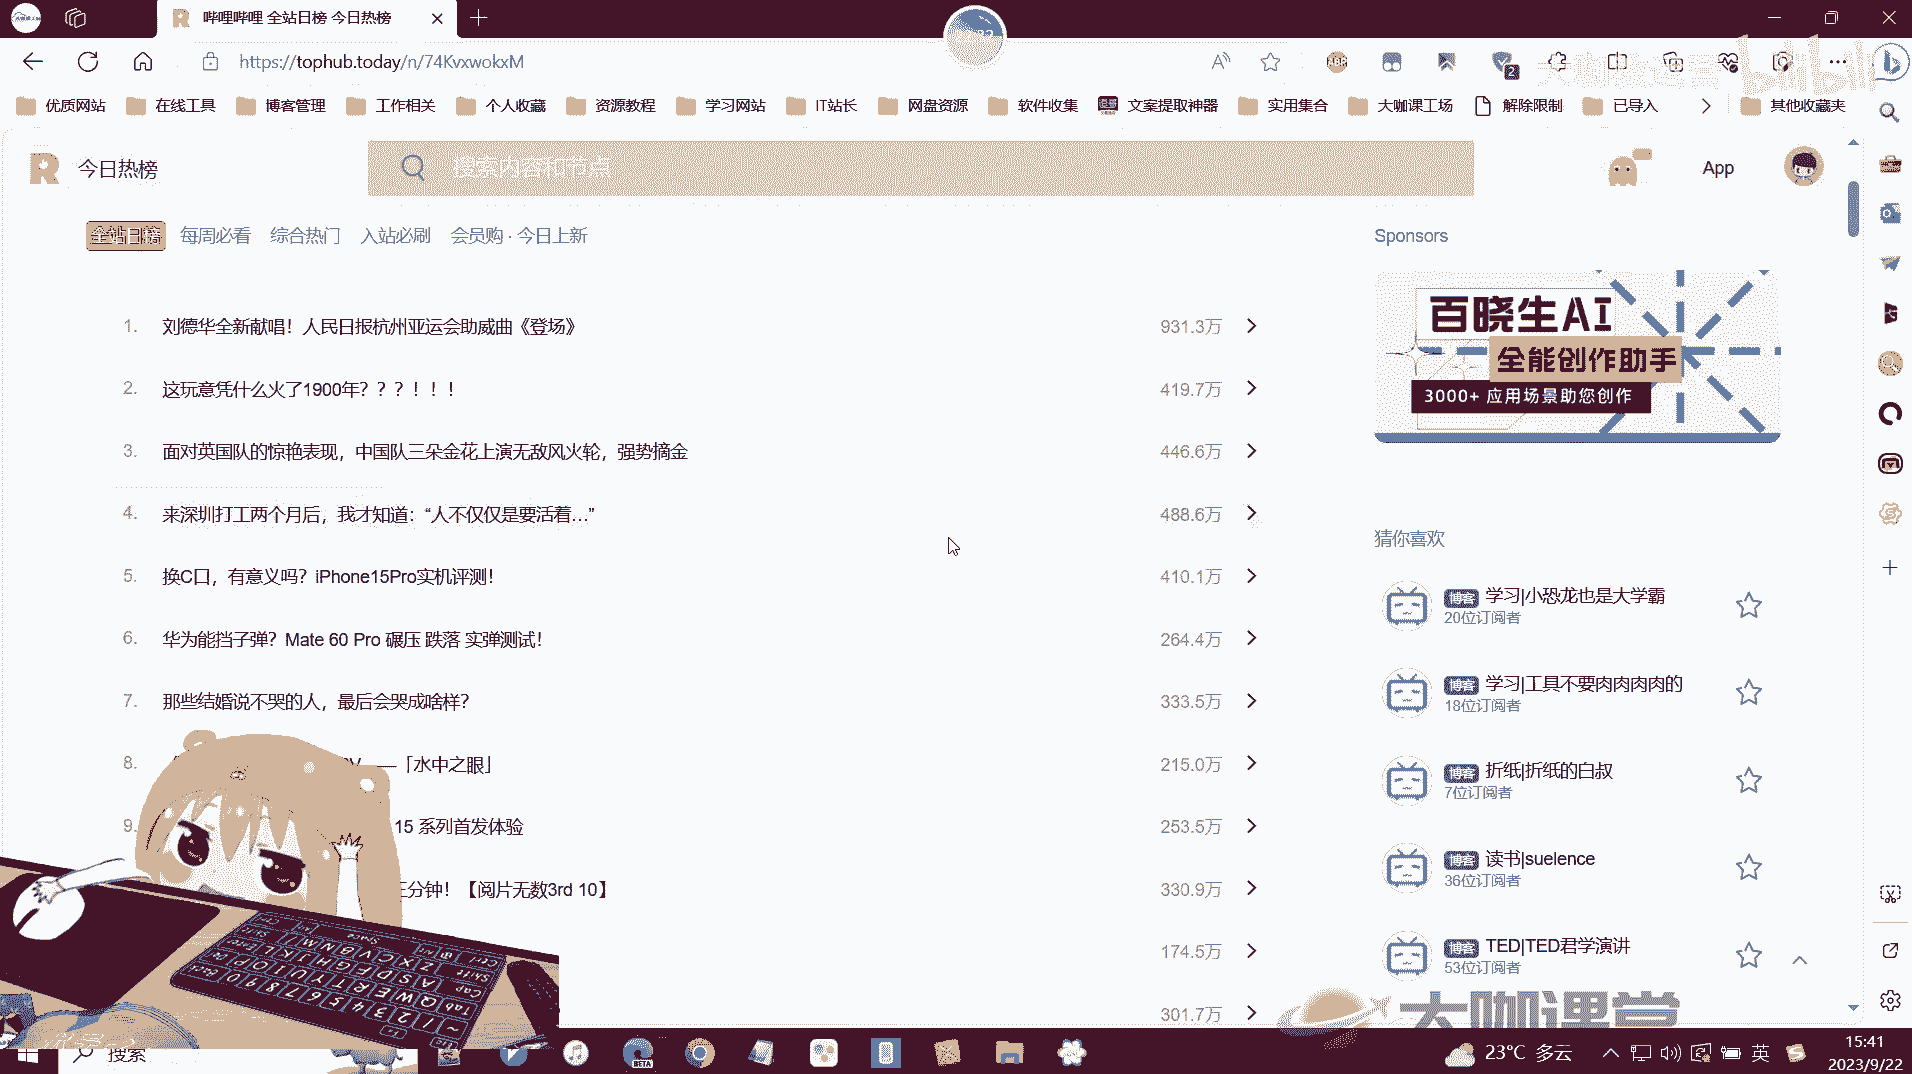 哔哩哔哩 全站日榜 今日热榜
https://tophub.today/n/74KvxwokxM
2
bilibili
优质网站 在线工具 博客管理 工作相关 个人收藏 资源教程 学习网站 IT站长 网盘资源 软件收集 文案提取神器 实用集合 大咖课工场 解除限制 已导入 其他收藏夹
今日热榜
搜索内容和节点
App
全站日榜 每周必看 综合热门 入站必刷 会员购 · 今日上新
Sponsors
百晓生AI
全能创作助手
3000+ 应用场景助您创作
1. 刘德华全新献唱！人民日报杭州亚运会助威曲《登场》 931.3万
2. 这玩意凭什么火了1900年？？？！！！ 419.7万
3. 面对英国队的惊艳表现，中国队三朵金花上演无敌风火轮，强势摘金 446.6万
4. 来深圳打工两个月后，我才知道：“人不仅仅是要活着...” 488.6万
5. 换C口，有意义吗？iPhone15Pro实机评测！ 410.1万
6. 华为能挡子弹？Mate 60 Pro 碾压 跌落 实弹测试！ 264.4万
7. 那些结婚说不哭的人，最后会哭成啥样？ 333.5万
8. 「水中之眼」 215.0万
9. 15 系列首发体验 253.5万
三分钟！【阅片无数3rd 10】 330.9万
174.5万
301.7万
猜你喜欢
博客 学习|小恐龙也是大学霸
20位订阅者
博客 学习|工具不要肉肉肉肉的
18位订阅者
博客 折纸|折纸的白叔
7位订阅者
博客 读书|suelence
36位订阅者
博客 TED|TED君学演讲
53位订阅者
大咖课堂
搜索
BETA
23°C 多云
英
15:41
2023/9/22